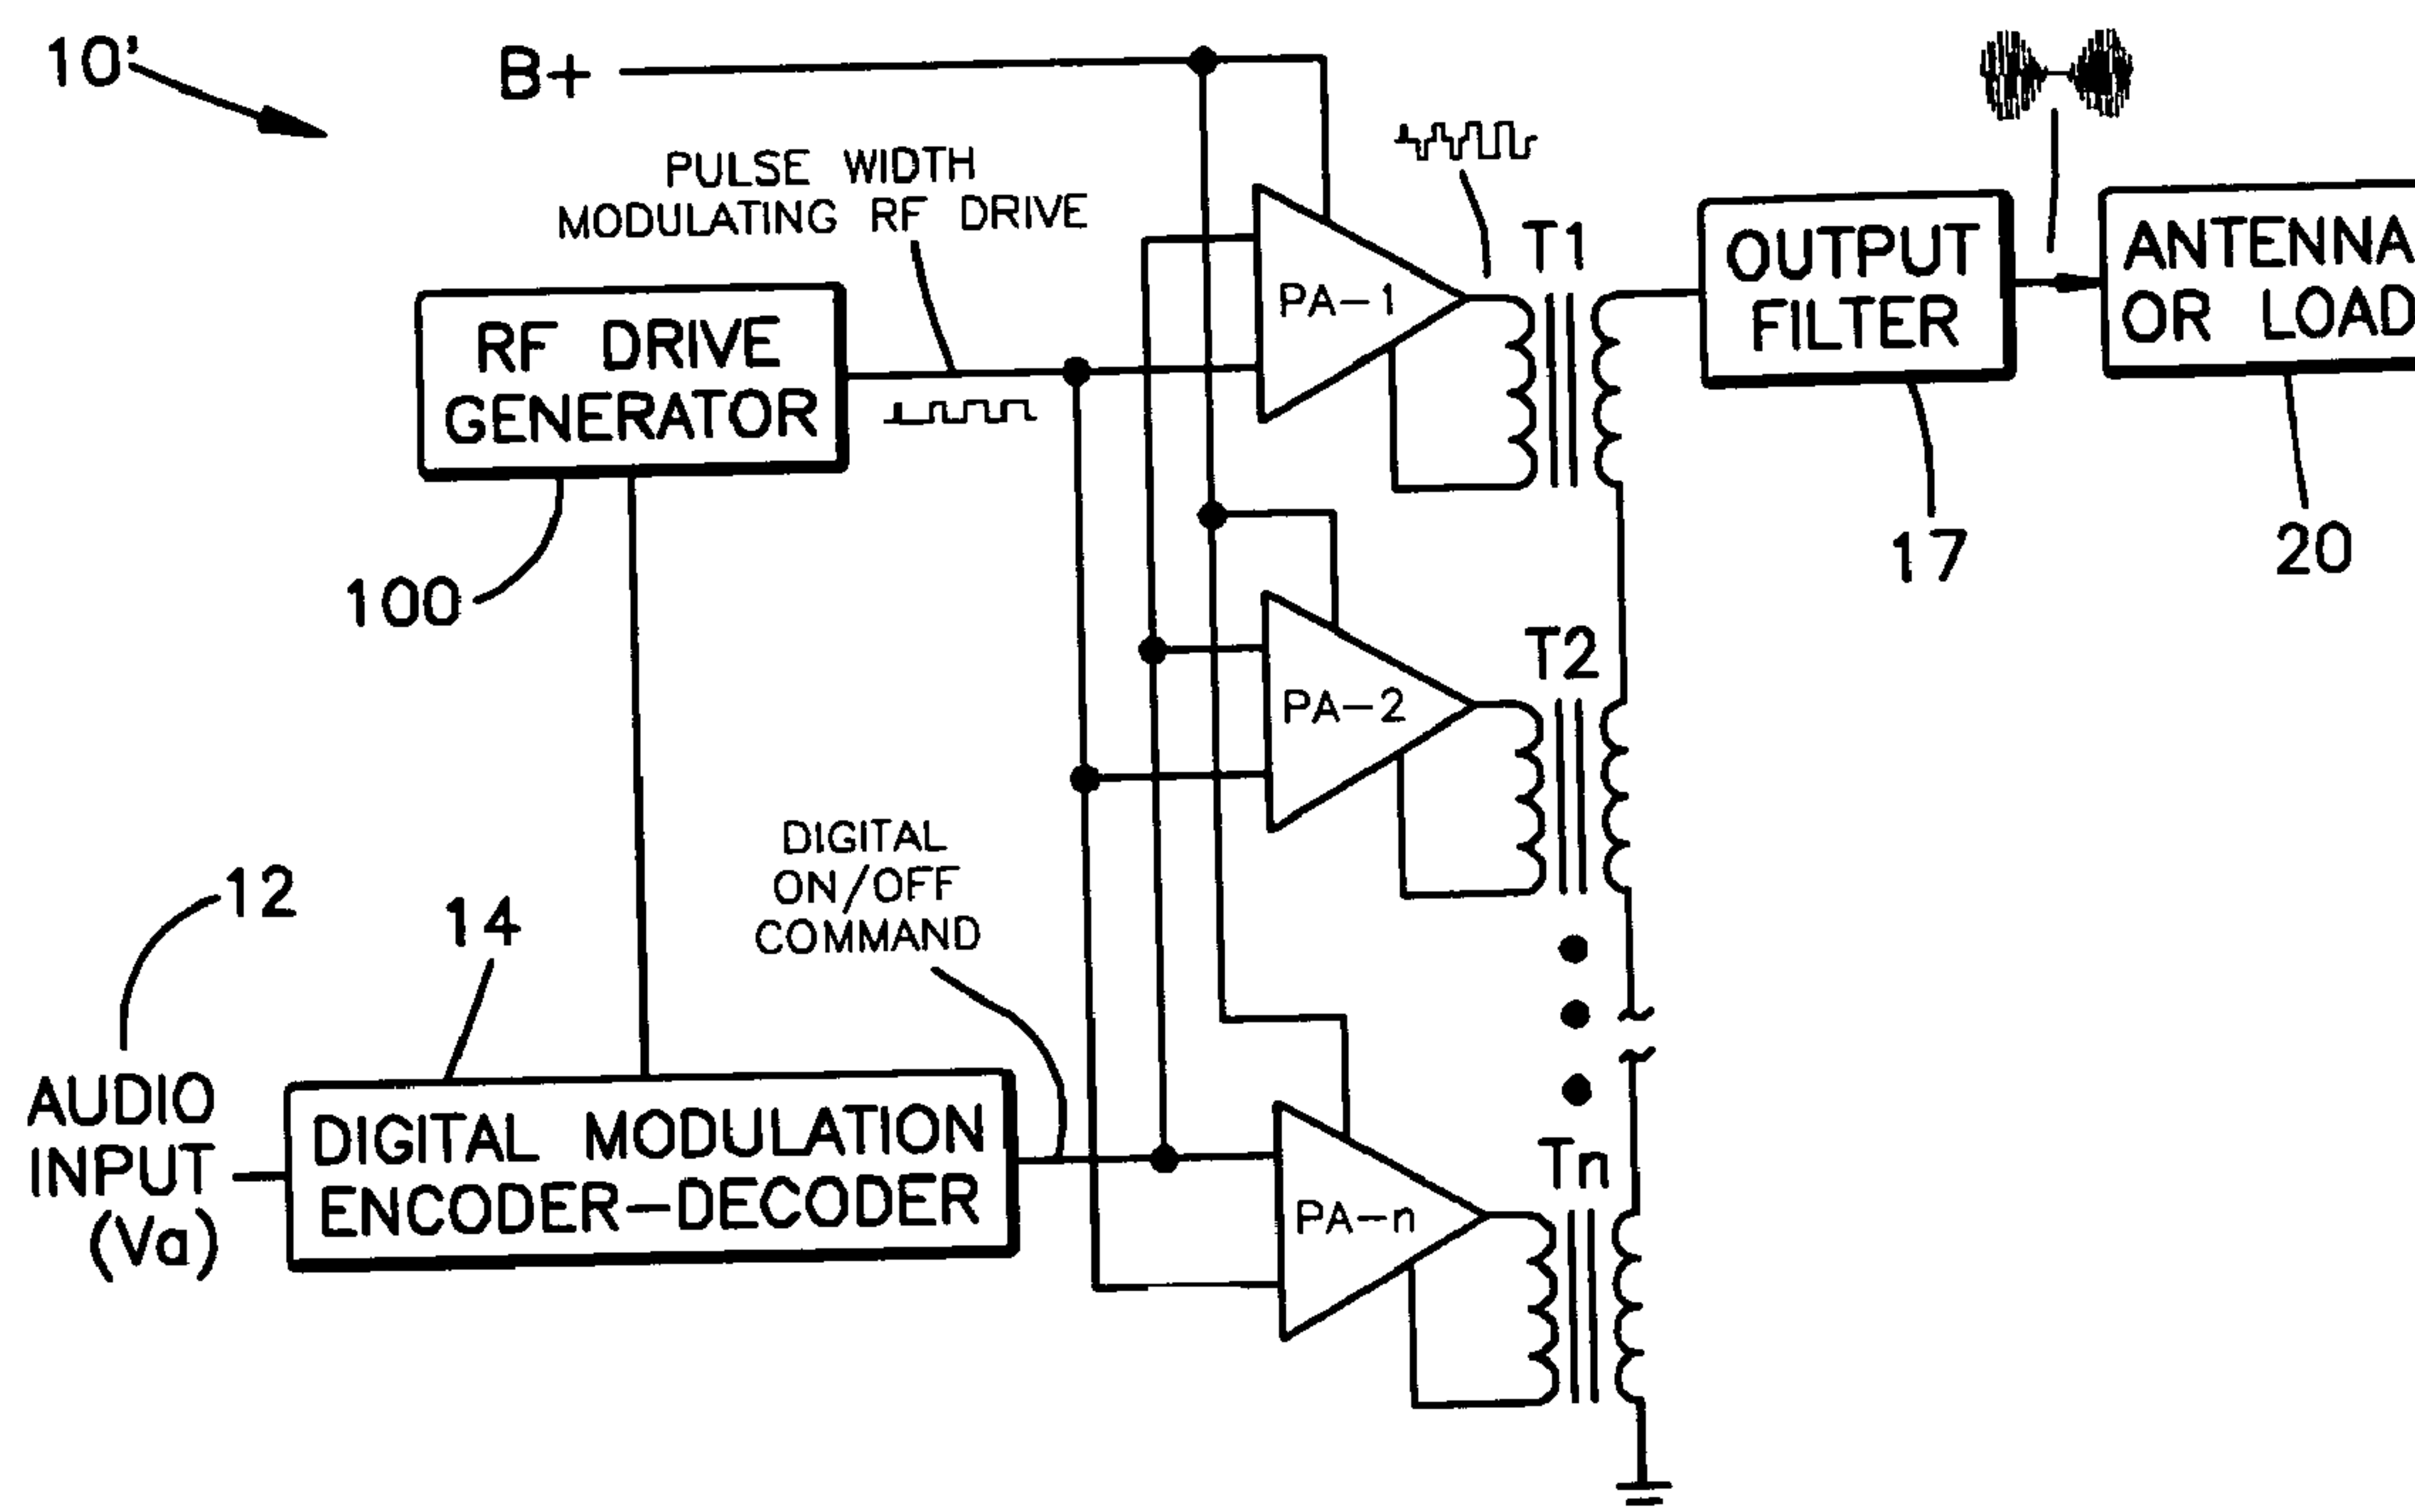 10'
B+
PULSE WIDTH
MODULATING RF DRIVE
PA-1
T1
OUTPUT
FILTER
ANTENNA
OR LOAD
RF DRIVE
GENERATOR
100
17
20
T2
PA-2
DIGITAL
ON/OFF
COMMAND
12
14
AUDIO
INPUT
(Va)
DIGITAL MODULATION
ENCODER-DECODER
Tn
PA-n